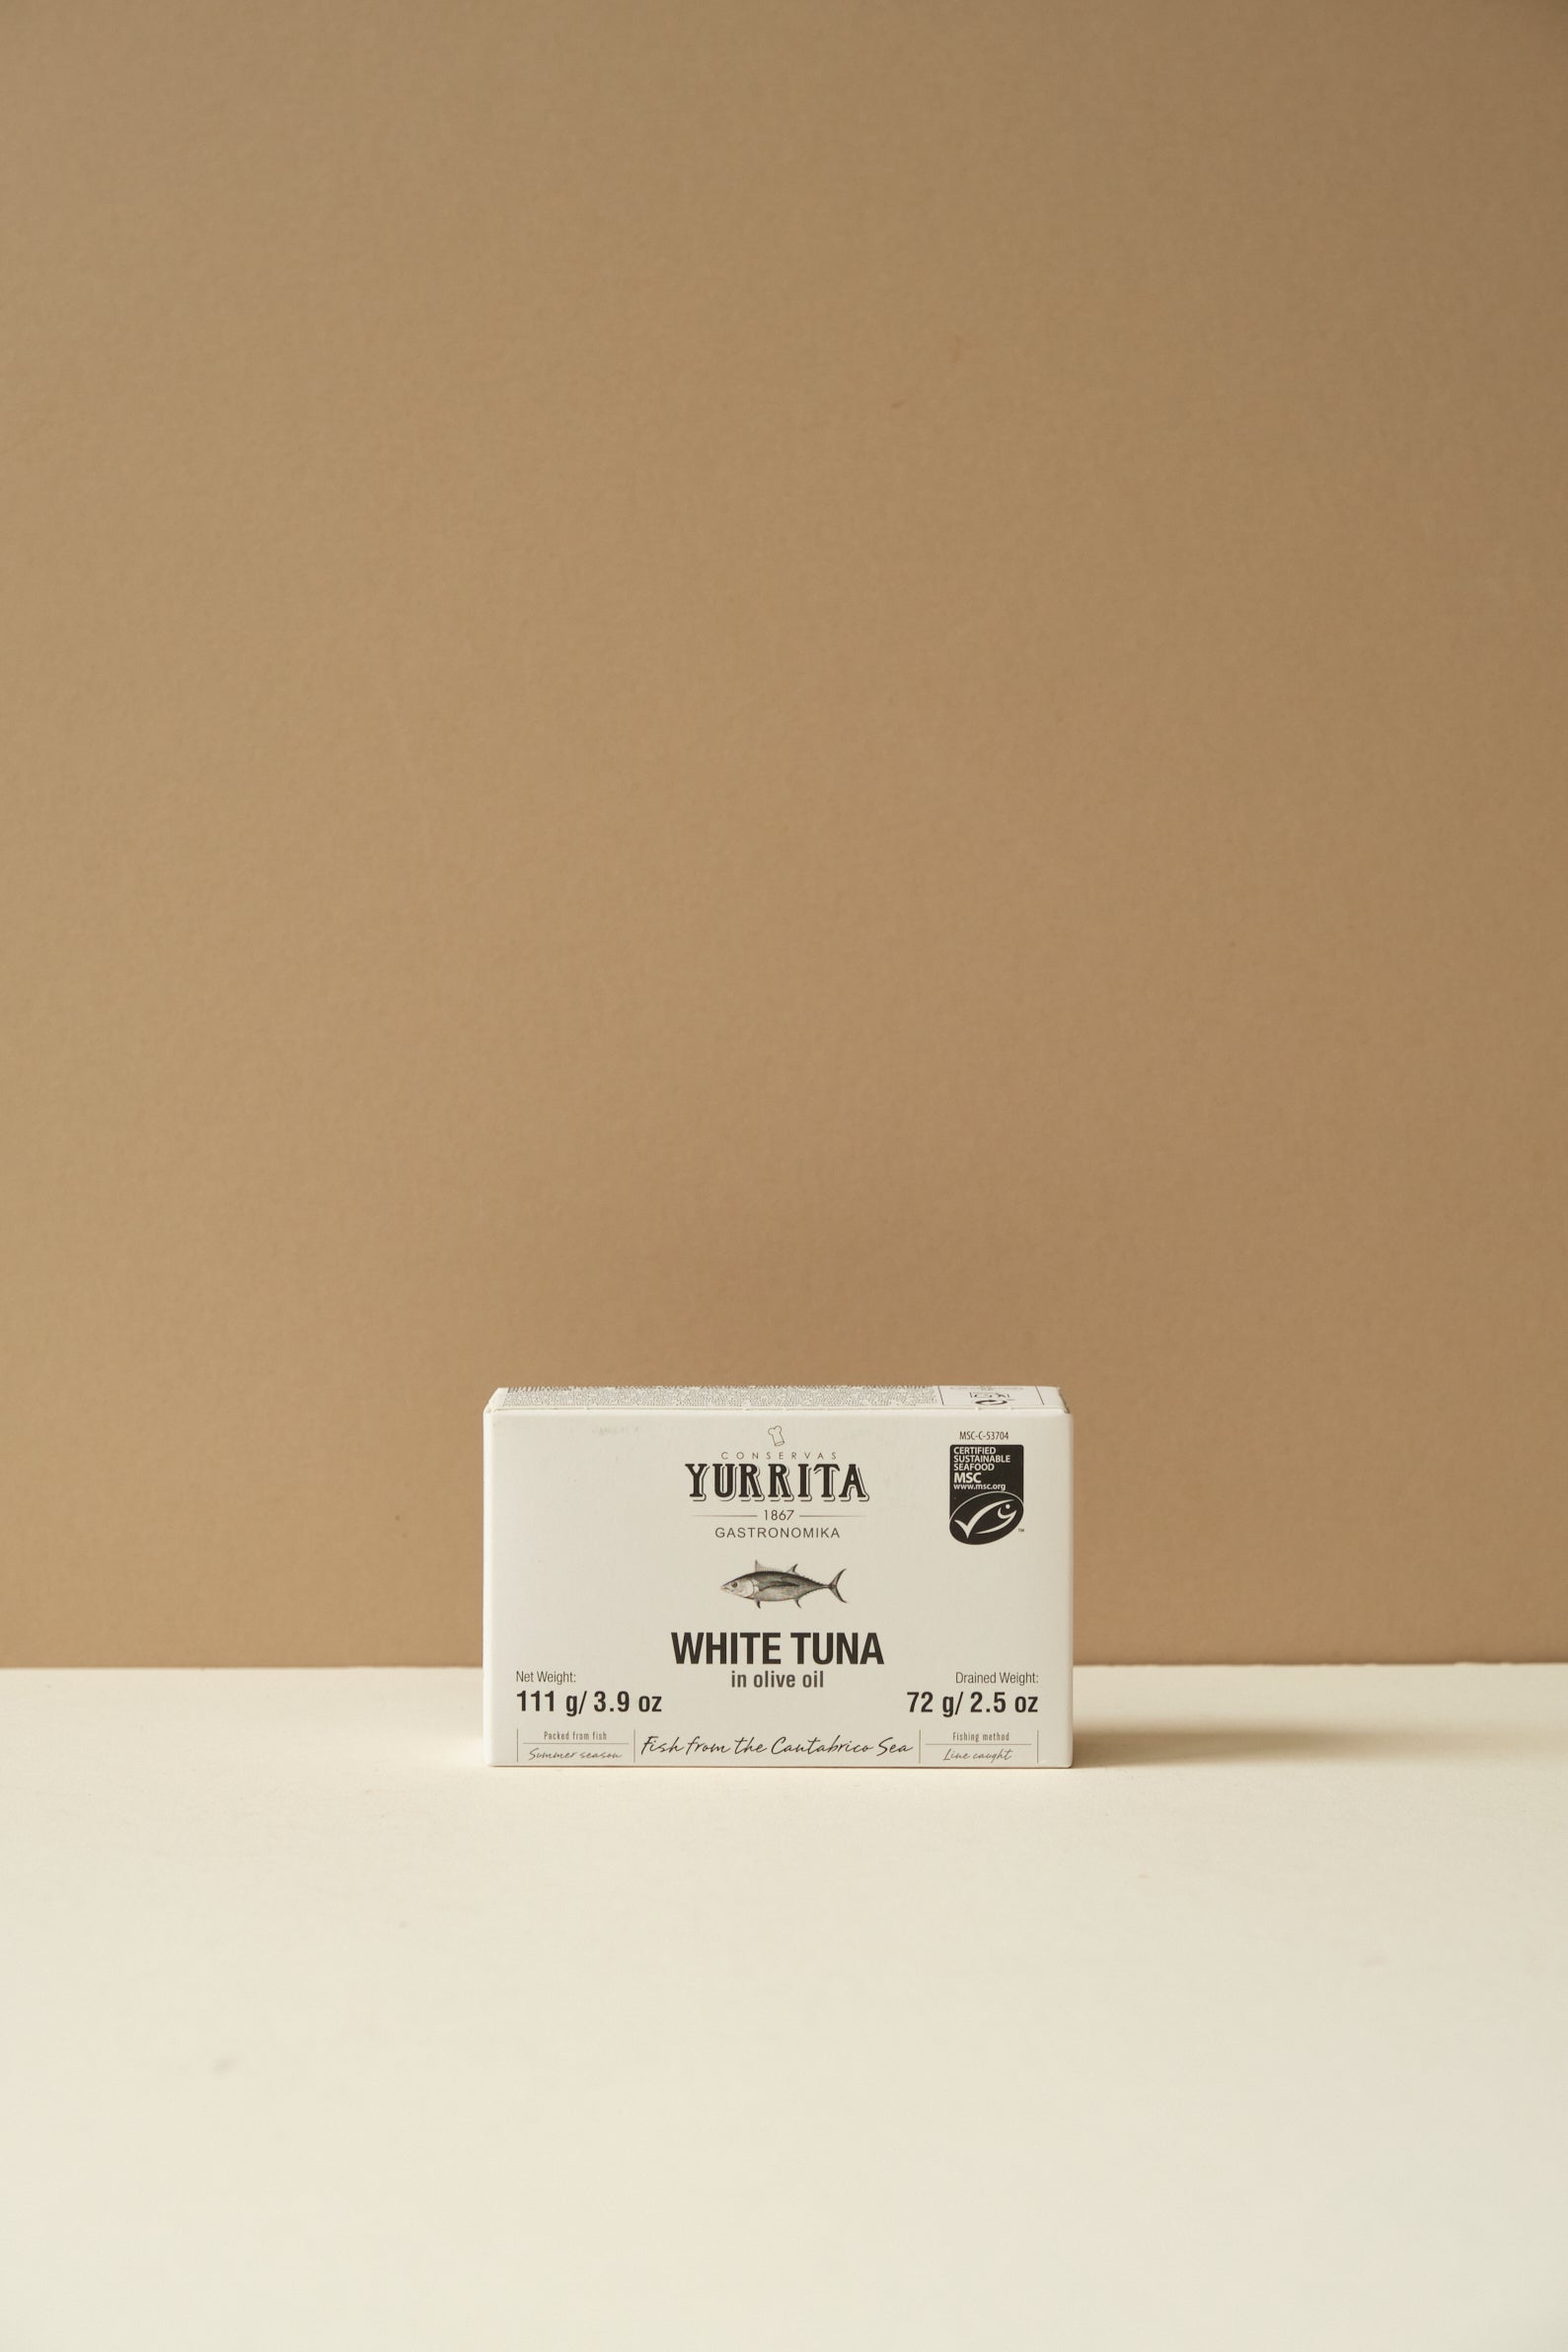 CONSERVAS
YURRITA
1867
GASTRONOMIKA
MSC-C-53704
CERTIFIED
SUSTAINABLE
SEAFOOD
MSC
www.msc.org
™
WHITE TUNA
in olive oil
Net Weight:
111 g/ 3.9 oz
Drained Weight:
72 g/ 2.5 oz
Packed from fish
Summer season
Fish from the Cantabrico Sea
Fishing method
Line caught